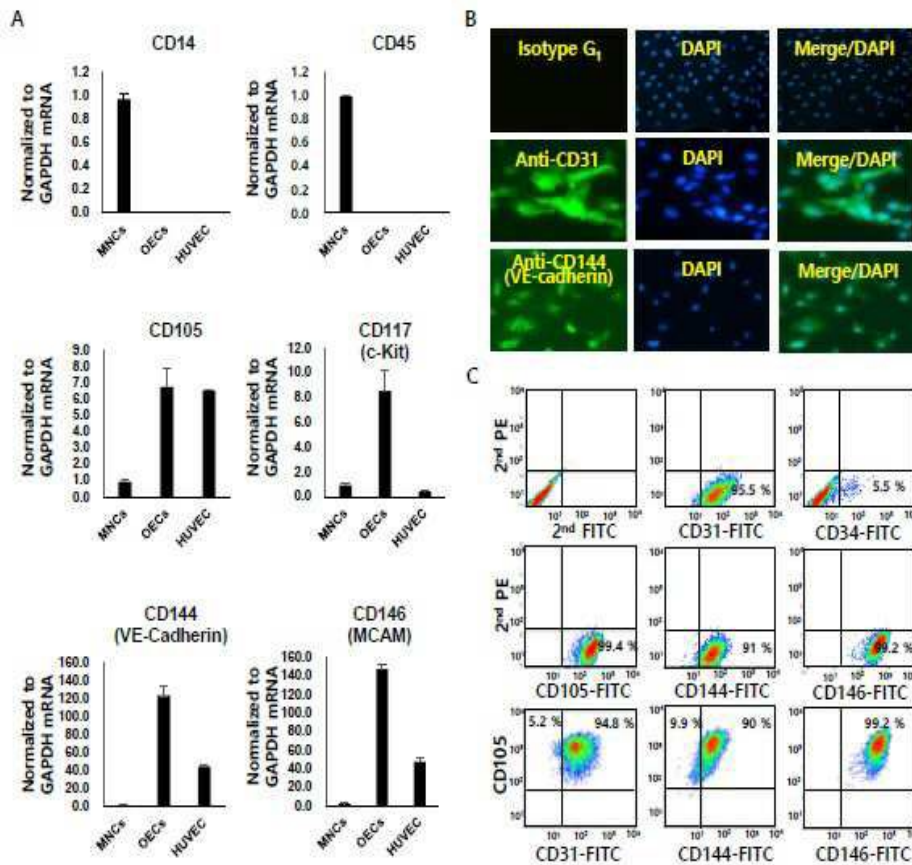 A
CD14
Normalized to
GAPDH mRNA
1.2
1.0
0.8
0.6
0.4
0.2
0.0
MNCs
OECs
HUVEC
CD45
Normalized to
GAPDH mRNA
1.2
1.0
0.8
0.6
0.4
0.2
0.0
MNCs
OECs
HUVEC
CD105
Normalized to
GAPDH mRNA
9.0
8.0
7.0
6.0
5.0
4.0
3.0
2.0
1.0
0.0
MNCs
OECs
HUVEC
CD117
(c-Kit)
Normalized to
GAPDH mRNA
12.0
10.0
8.0
6.0
4.0
2.0
0.0
MNCs
OECs
HUVEC
CD144
(VE-Cadherin)
Normalized to
GAPDH mRNA
160.0
140.0
120.0
100.0
80.0
60.0
40.0
20.0
0.0
MNCs
OECs
HUVEC
CD146
(MCAM)
Normalized to
GAPDH mRNA
160.0
140.0
120.0
100.0
80.0
60.0
40.0
20.0
0.0
MNCs
OECs
HUVEC
B
Isotype G1
DAPI
Merge/DAPI
Anti-CD31
DAPI
Merge/DAPI
Anti-CD144
(VE-cadherin)
DAPI
Merge/DAPI
C
2nd PE
2nd FITC
95.5 %
CD31-FITC
5.5 %
CD34-FITC
2nd PE
99.4 %
CD105-FITC
91 %
CD144-FITC
99.2 %
CD146-FITC
CD105
5.2 %
94.8 %
CD31-FITC
9.9 %
90 %
CD144-FITC
99.2 %
CD146-FITC